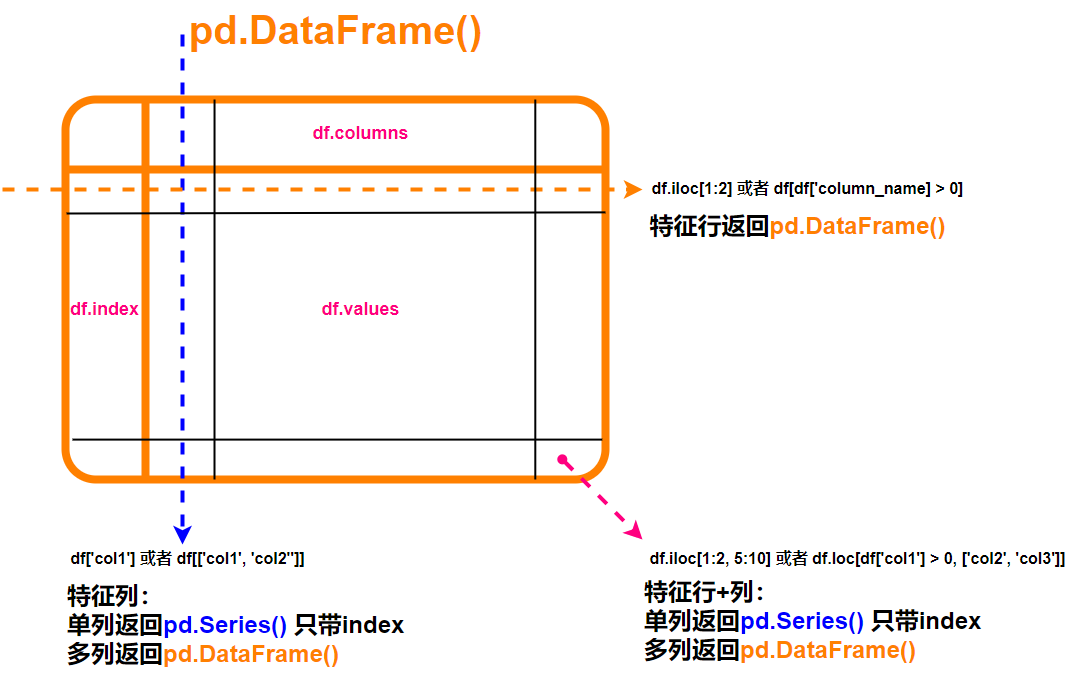 pd.DataFrame()
df.columns
df.iloc[1:2] 或者 df[df['column_name] > 0]
特征行返回pd.DataFrame()
df.index
df.values
df['col1'] 或者 df[['col1', 'col2"]]
特征列：
单列返回pd.Series() 只带index
多列返回pd.DataFrame()
df.iloc[1:2, 5:10] 或者 df.loc[df['col1'] > 0, ['col2', 'col3']]
特征行+列：
单列返回pd.Series() 只带index
多列返回pd.DataFrame()